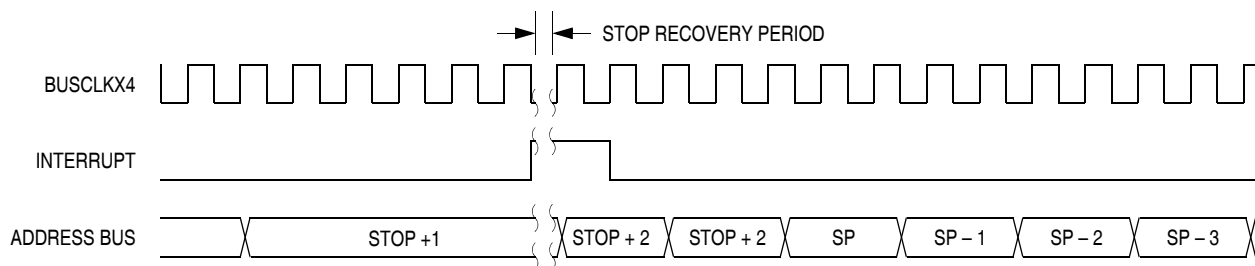 STOP RECOVERY PERIOD
BUSCLKX4
INTERRUPT
ADDRESS BUS STOP +1 STOP + 2 STOP + 2 SP SP – 1 SP – 2 SP – 3